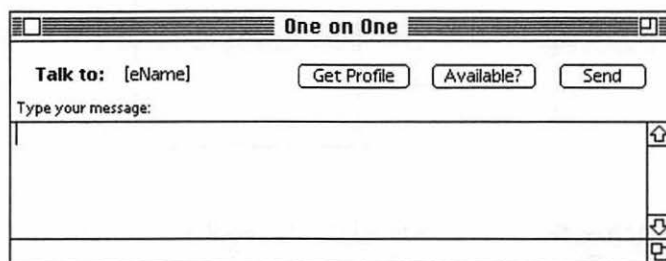 One on One
Talk to: [eName] Get Profile Available? Send
Type your message: